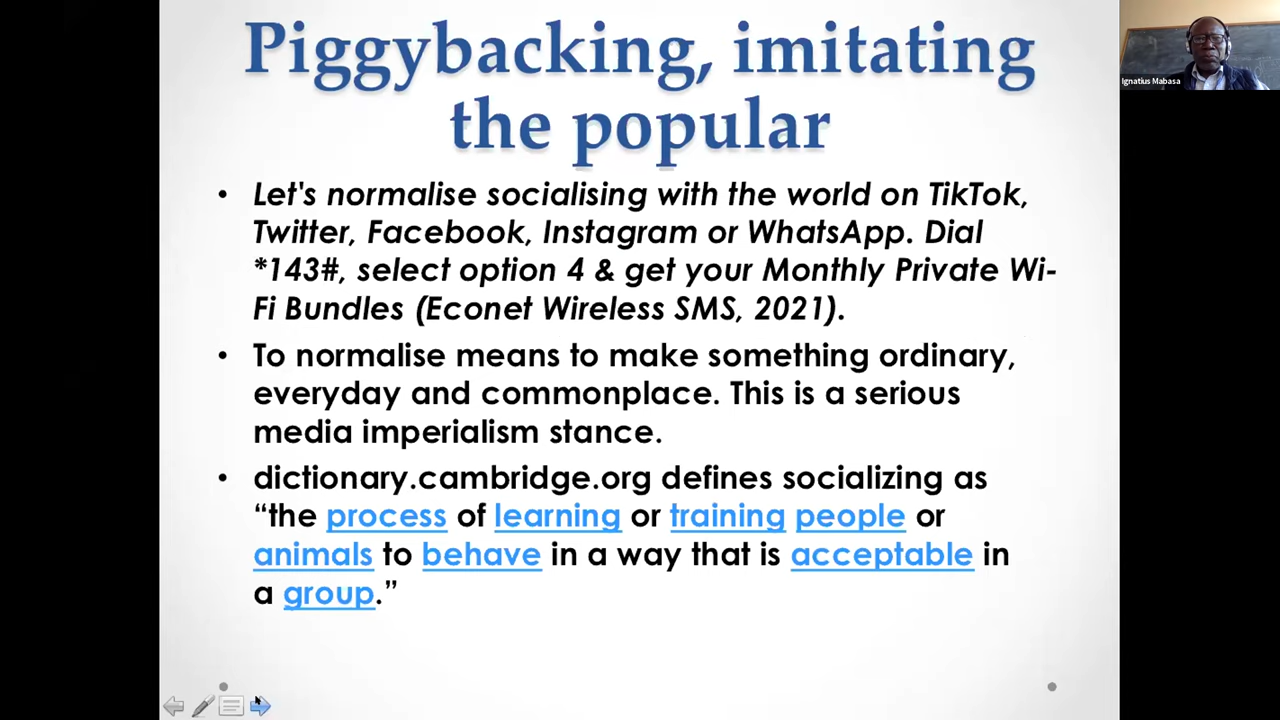 Piggybacking, imitating
the popular
Ignatius Mabasa
• Let's normalise socialising with the world on TikTok,
Twitter, Facebook, Instagram or WhatsApp. Dial
*143#, select option 4 & get your Monthly Private Wi-
Fi Bundles (Econet Wireless SMS, 2021).
• To normalise means to make something ordinary,
everyday and commonplace. This is a serious
media imperialism stance.
• dictionary.cambridge.org defines socializing as
“the process of learning or training people or
animals to behave in a way that is acceptable in
a group.”